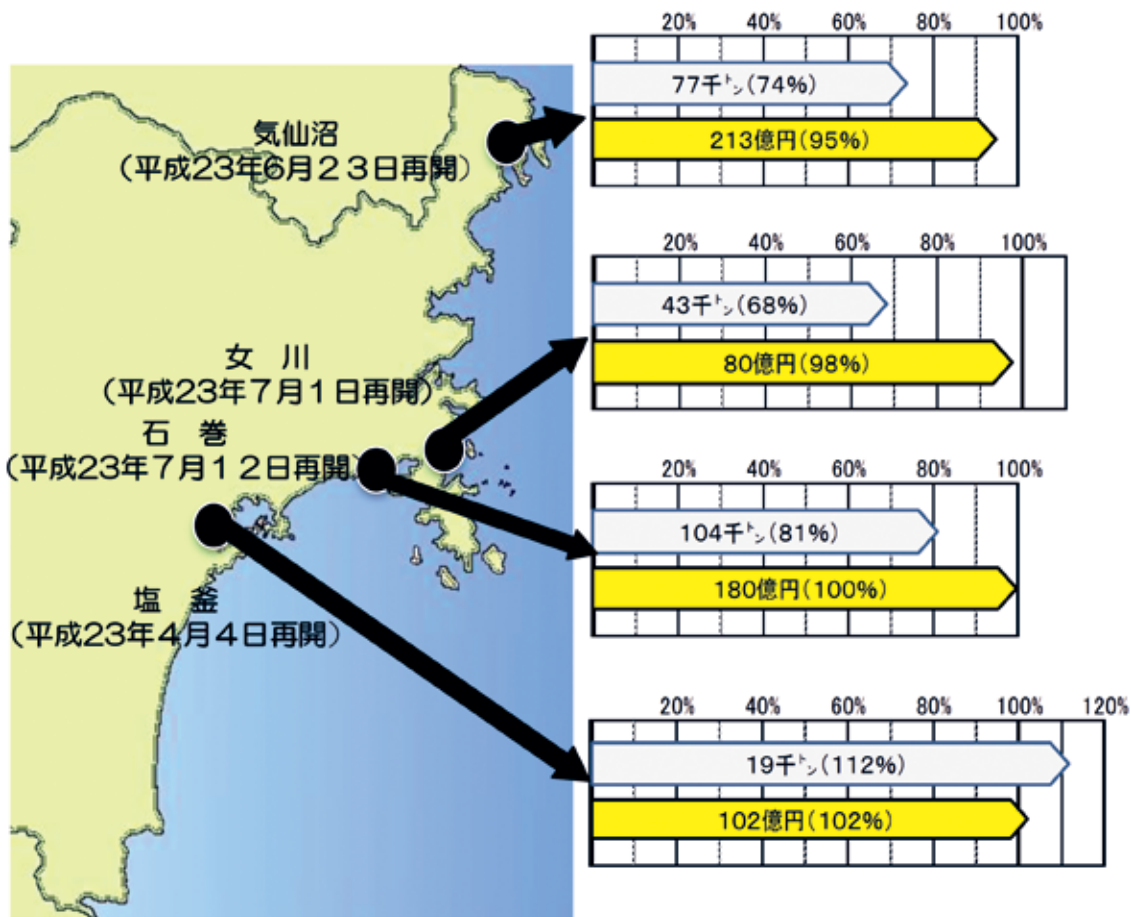 気仙沼
（平成23年6月２３日再開）
女　川
（平成23年７月１日再開）
石　巻
（平成23年７月１２日再開）
塩　釜
（平成23年４月４日再開）
20% 40% 60% 80% 100%
77千㌧(74%)
213億円(95%)
20% 40% 60% 80% 100%
43千㌧(68%)
80億円(98%)
20% 40% 60% 80% 100%
104千㌧(81%)
180億円(100%)
20% 40% 60% 80% 100% 120%
19千㌧(112%)
102億円(102%)